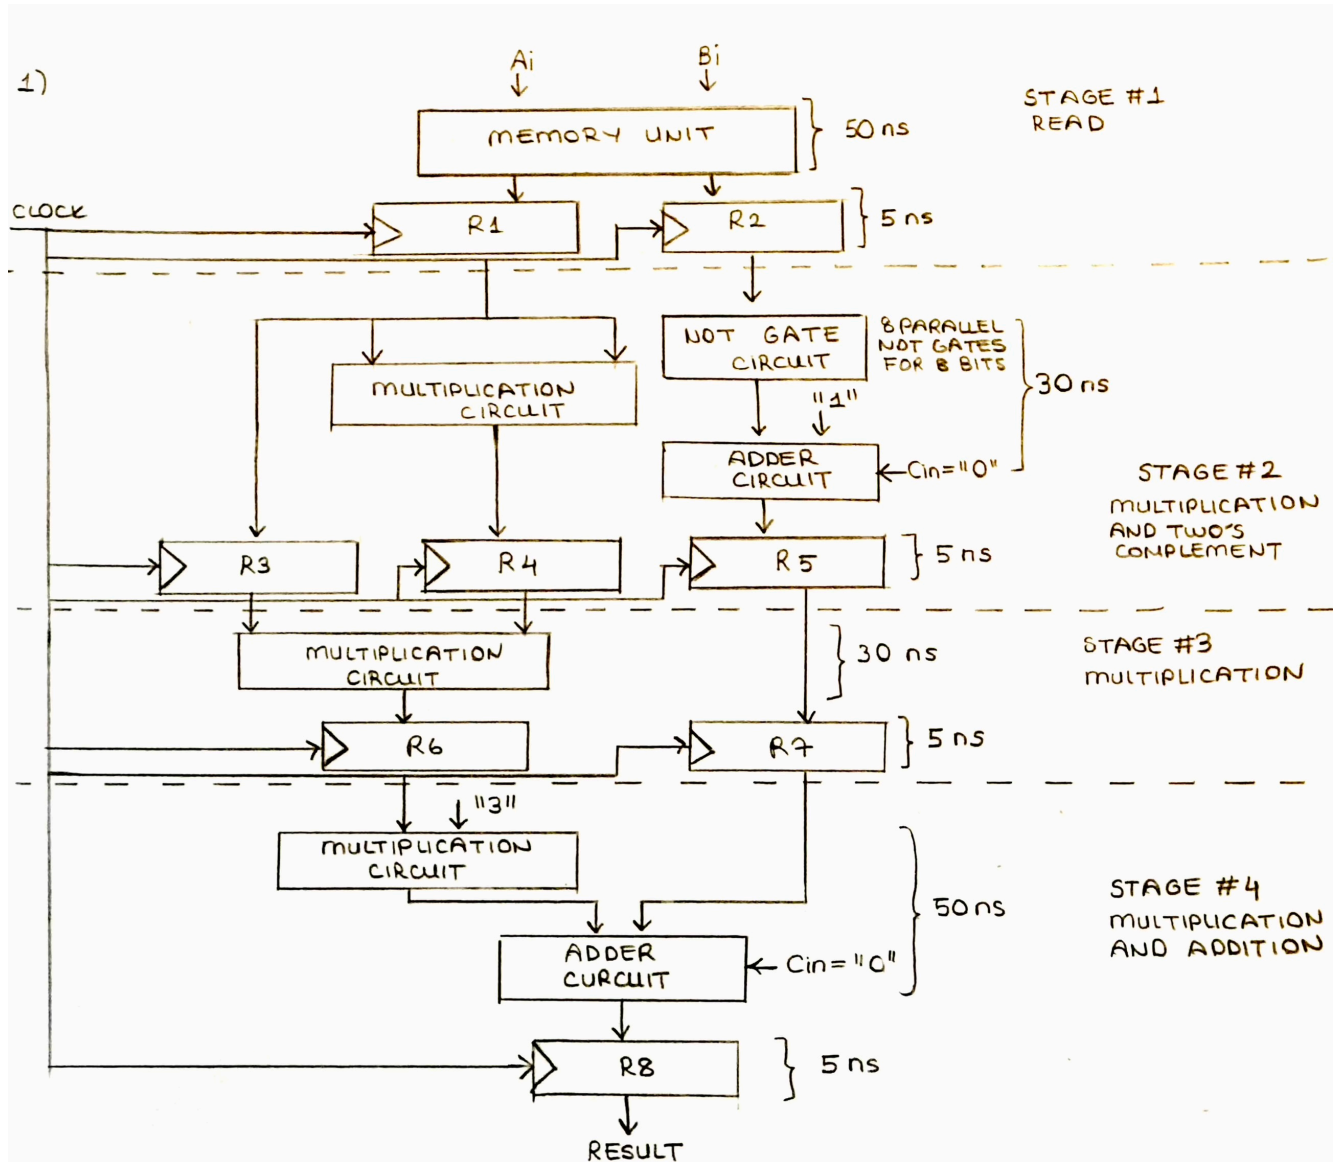 1)
Ai
Bi
STAGE #1
READ
MEMORY UNIT
50 ns
CLOCK
R1
R2
5 ns
NOT GATE
CIRCUIT
8 PARALLEL
NOT GATES
FOR 8 BITS
30 ns
MULTIPLICATION
CIRCUIT
"1"
ADDER
CIRCUIT
Cin="0"
STAGE #2
MULTIPLICATION
AND TWO'S
COMPLEMENT
R3
R4
R5
5 ns
MULTIPLICATION
CIRCUIT
30 ns
STAGE #3
MULTIPLICATION
R6
R7
5 ns
"3"
MULTIPLICATION
CIRCUIT
50 ns
STAGE #4
MULTIPLICATION
AND ADDITION
ADDER
CURCUIT
Cin="0"
R8
5 ns
RESULT